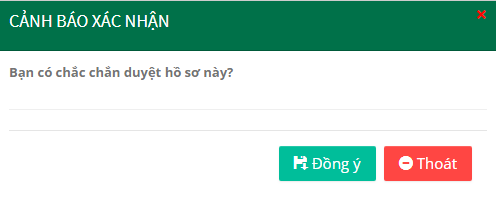 CẢNH BÁO XÁC NHẬN
Bạn có chắc chắn duyệt hồ sơ này?
Đồng ý Thoát